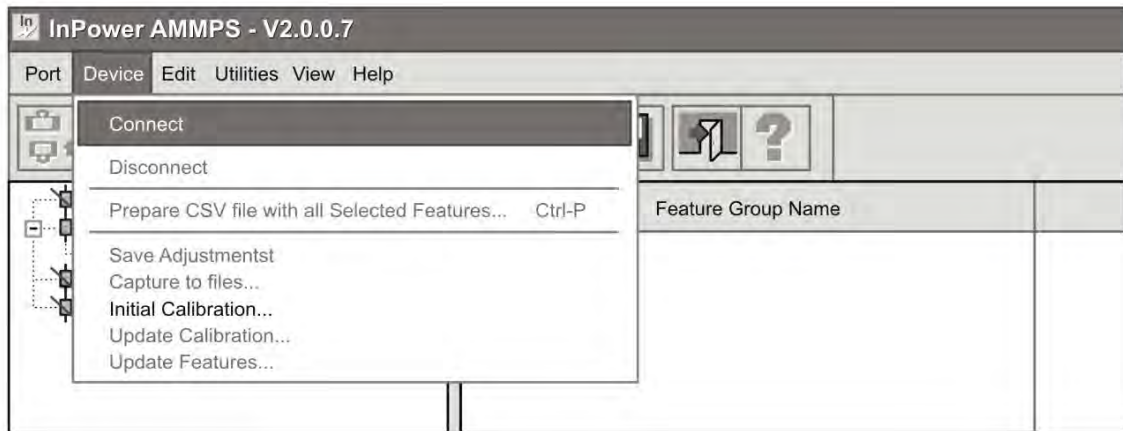 InPower AMMPS - V2.0.0.7
Port Device Edit Utilities View Help
Connect
Disconnect
Prepare CSV file with all Selected Features... Ctrl-P
Feature Group Name
Save Adjustmentst
Capture to files...
Initial Calibration...
Update Calibration...
Update Features...